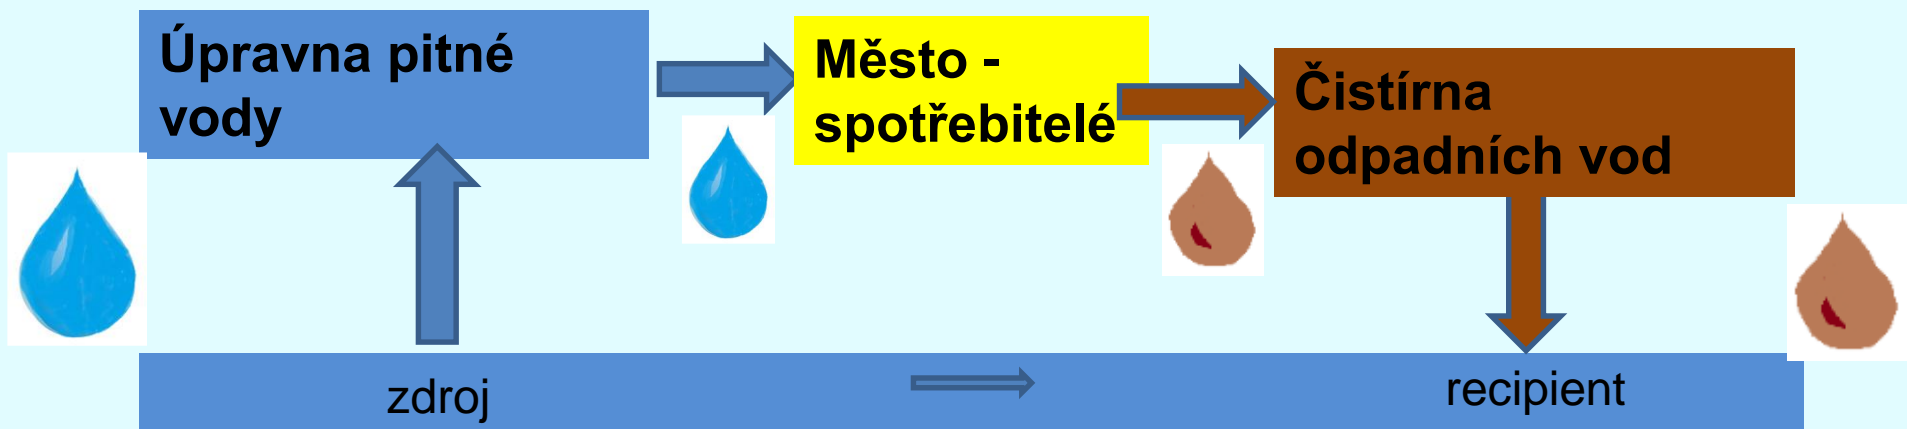 Úpravna pitné
vody
Město -
spotřebitelé
Čistírna
odpadních vod
zdroj
recipient